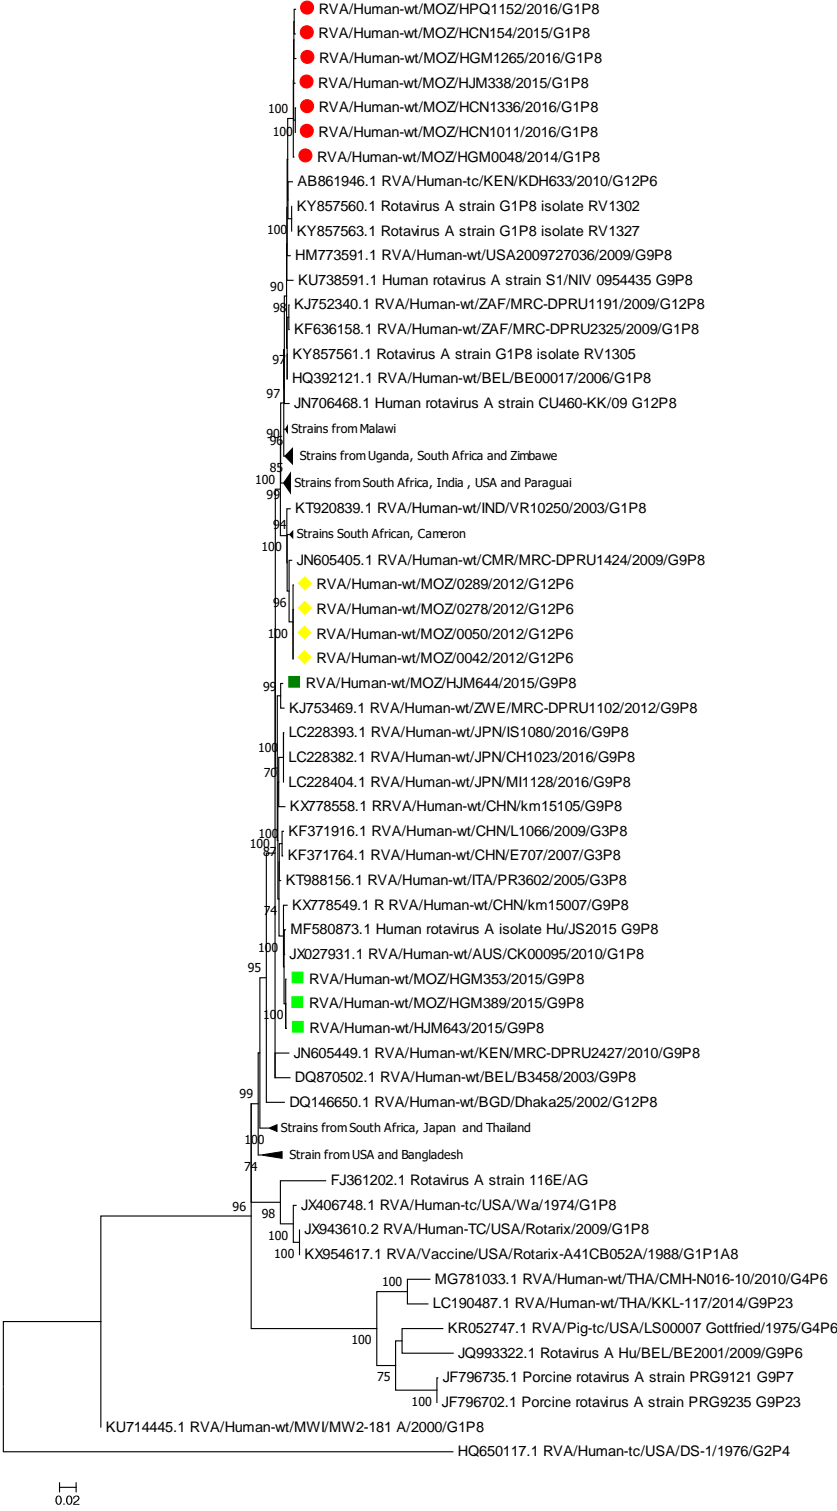 RVA/Human-wt/MOZ/HPQ1152/2016/G1P8
RVA/Human-wt/MOZ/HCN154/2015/G1P8
RVA/Human-wt/MOZ/HGM1265/2016/G1P8
RVA/Human-wt/MOZ/HJM338/2015/G1P8
100
RVA/Human-wt/MOZ/HCN1336/2016/G1P8
100
RVA/Human-wt/MOZ/HCN1011/2016/G1P8
RVA/Human-wt/MOZ/HGM0048/2014/G1P8
AB861946.1 RVA/Human-tc/KEN/KDH633/2010/G12P6
KY857560.1 Rotavirus A strain G1P8 isolate RV1302
100
KY857563.1 Rotavirus A strain G1P8 isolate RV1327
HM773591.1 RVA/Human-wt/USA2009727036/2009/G9P8
KU738591.1 Human rotavirus A strain S1/NIV 0954435 G9P8
90
98
KJ752340.1 RVA/Human-wt/ZAF/MRC-DPRU1191/2009/G12P8
KF636158.1 RVA/Human-wt/ZAF/MRC-DPRU2325/2009/G1P8
97
KY857561.1 Rotavirus A strain G1P8 isolate RV1305
HQ392121.1 RVA/Human-wt/BEL/BE00017/2006/G1P8
97
JN706468.1 Human rotavirus A strain CU460-KK/09 G12P8
90
Strains from Malawi
96
Strains from Uganda, South Africa and Zimbabwe
85
100
Strains from South Africa, India , USA and Paraguai
99
KT920839.1 RVA/Human-wt/IND/VR10250/2003/G1P8
94
Strains South African, Cameron
100
JN605405.1 RVA/Human-wt/CMR/MRC-DPRU1424/2009/G9P8
RVA/Human-wt/MOZ/0289/2012/G12P6
96
RVA/Human-wt/MOZ/0278/2012/G12P6
100
RVA/Human-wt/MOZ/0050/2012/G12P6
RVA/Human-wt/MOZ/0042/2012/G12P6
99
RVA/Human-wt/MOZ/HJM644/2015/G9P8
KJ753469.1 RVA/Human-wt/ZWE/MRC-DPRU1102/2012/G9P8
LC228393.1 RVA/Human-wt/JPN/IS1080/2016/G9P8
100
LC228382.1 RVA/Human-wt/JPN/CH1023/2016/G9P8
70
LC228404.1 RVA/Human-wt/JPN/MI1128/2016/G9P8
KX778558.1 RRVA/Human-wt/CHN/km15105/G9P8
100
KF371916.1 RVA/Human-wt/CHN/L1066/2009/G3P8
100
87
KF371764.1 RVA/Human-wt/CHN/E707/2007/G3P8
KT988156.1 RVA/Human-wt/ITA/PR3602/2005/G3P8
74
KX778549.1 R RVA/Human-wt/CHN/km15007/G9P8
MF580873.1 Human rotavirus A isolate Hu/JS2015 G9P8
100
JX027931.1 RVA/Human-wt/AUS/CK00095/2010/G1P8
95
RVA/Human-wt/MOZ/HGM353/2015/G9P8
RVA/Human-wt/MOZ/HGM389/2015/G9P8
100
RVA/Human-wt/HJM643/2015/G9P8
JN605449.1 RVA/Human-wt/KEN/MRC-DPRU2427/2010/G9P8
DQ870502.1 RVA/Human-wt/BEL/B3458/2003/G9P8
99
DQ146650.1 RVA/Human-wt/BGD/Dhaka25/2002/G12P8
Strains from South Africa, Japan and Thailand
100
Strain from USA and Bangladesh
74
FJ361202.1 Rotavirus A strain 116E/AG
96
JX406748.1 RVA/Human-tc/USA/Wa/1974/G1P8
98
JX943610.2 RVA/Human-TC/USA/Rotarix/2009/G1P8
100
KX954617.1 RVA/Vaccine/USA/Rotarix-A41CB052A/1988/G1P1A8
100
MG781033.1 RVA/Human-wt/THA/CMH-N016-10/2010/G4P6
100
LC190487.1 RVA/Human-wt/THA/KKL-117/2014/G9P23
KR052747.1 RVA/Pig-tc/USA/LS00007 Gottfried/1975/G4P6
100
JQ993322.1 Rotavirus A Hu/BEL/BE2001/2009/G9P6
75
JF796735.1 Porcine rotavirus A strain PRG9121 G9P7
100
JF796702.1 Porcine rotavirus A strain PRG9235 G9P23
KU714445.1 RVA/Human-wt/MWI/MW2-181 A/2000/G1P8
HQ650117.1 RVA/Human-tc/USA/DS-1/1976/G2P4
0.02